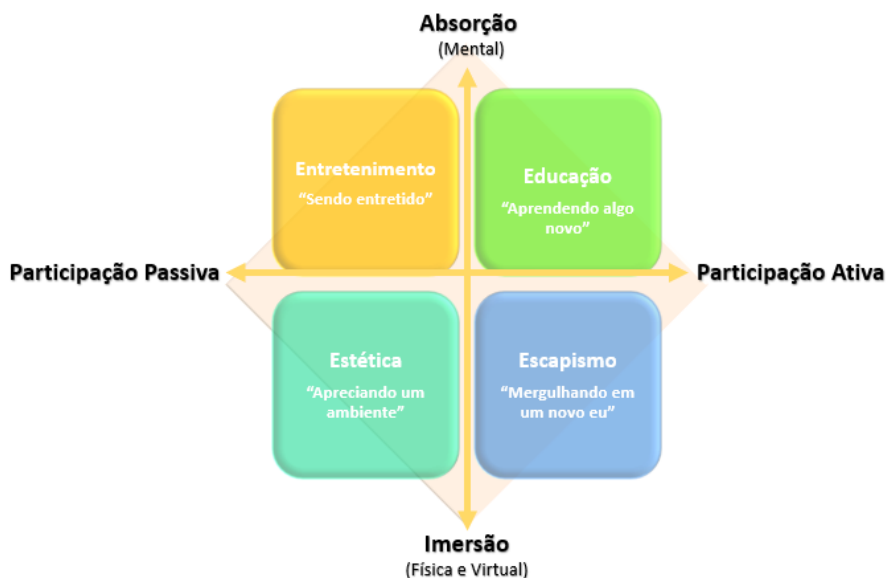 Absorção
(Mental)
Entretenimento
“Sendo entretido”
Educação
“Aprendendo algo
novo”
Participação Passiva
Participação Ativa
Estética
“Apreciando um
ambiente”
Escapismo
“Mergulhando em
um novo eu”
Imersão
(Física e Virtual)